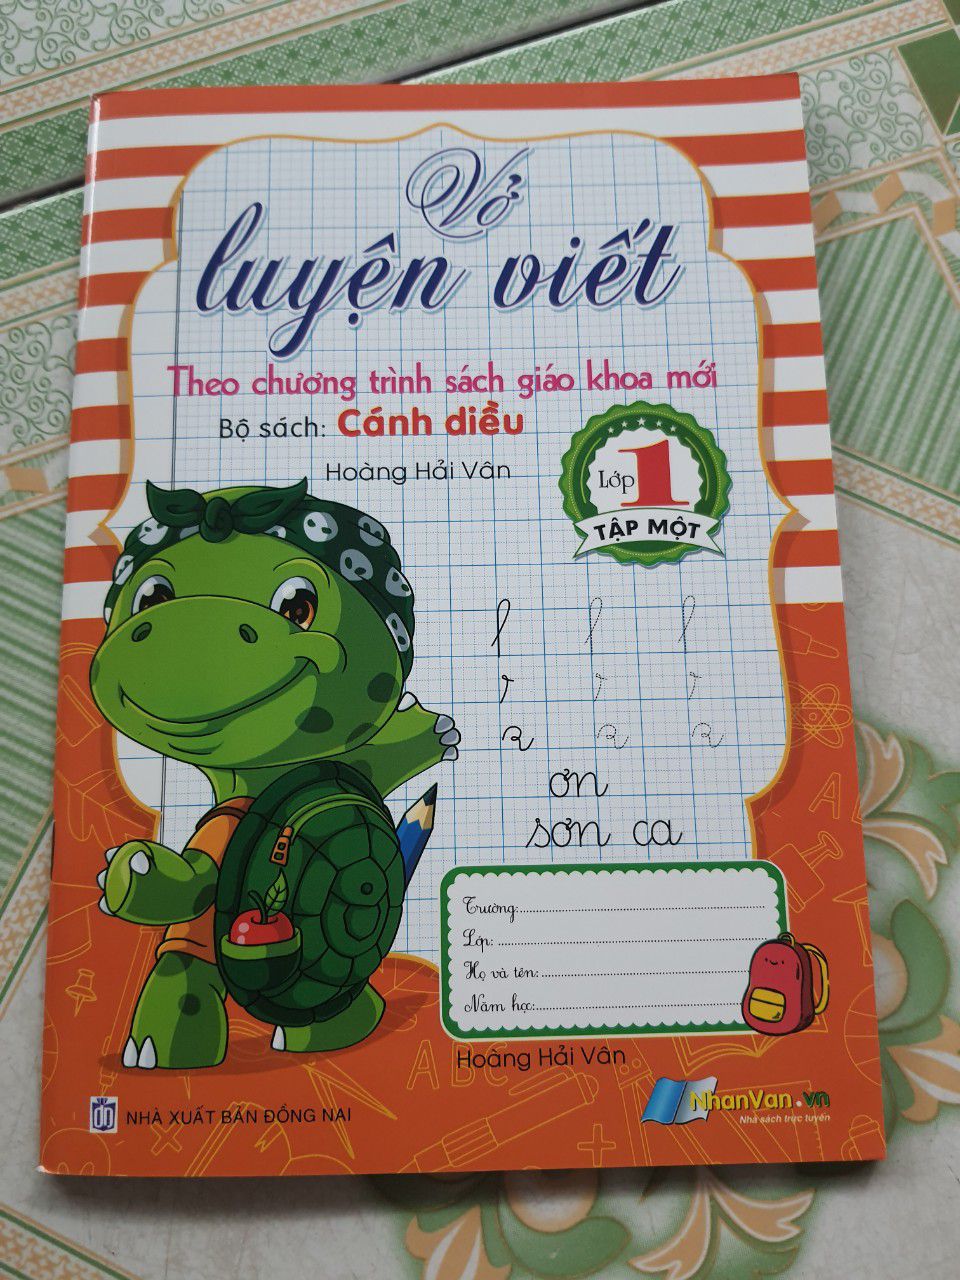 Vở
luyện viết
Theo chương trình sách giáo khoa mới
Bộ sách: Cánh diều
Hoàng Hải Vân
Lớp 1
TẬP MỘT
ơn
sơn ca
Trường:
Lớp:
Họ và tên:
Năm học:
Hoàng Hải Vân
ABC
A
NHÀ XUẤT BẢN ĐỒNG NAI
NhanVan.vn
Nhà sách trực tuyến